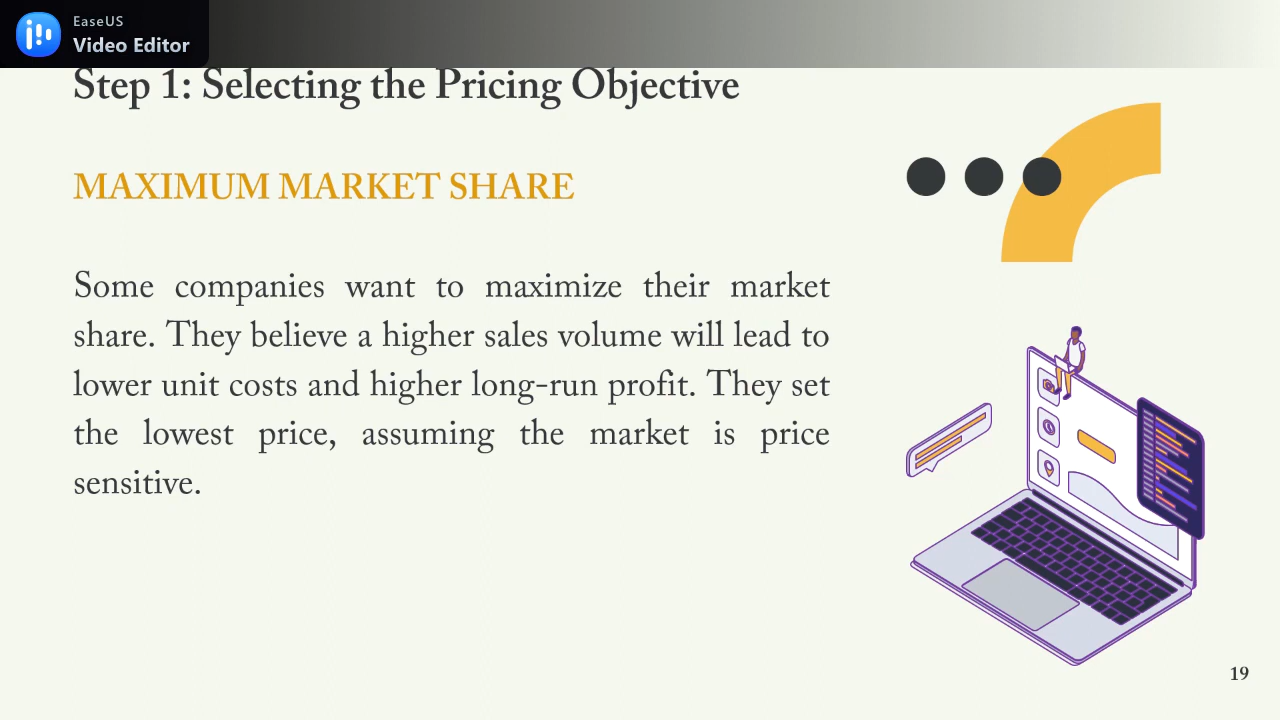 EaseUS
Video Editor
Step 1: Selecting the Pricing Objective
MAXIMUM MARKET SHARE
Some companies want to maximize their market
share. They believe a higher sales volume will lead to
lower unit costs and higher long-run profit. They set
the lowest price, assuming the market is price
sensitive.
19